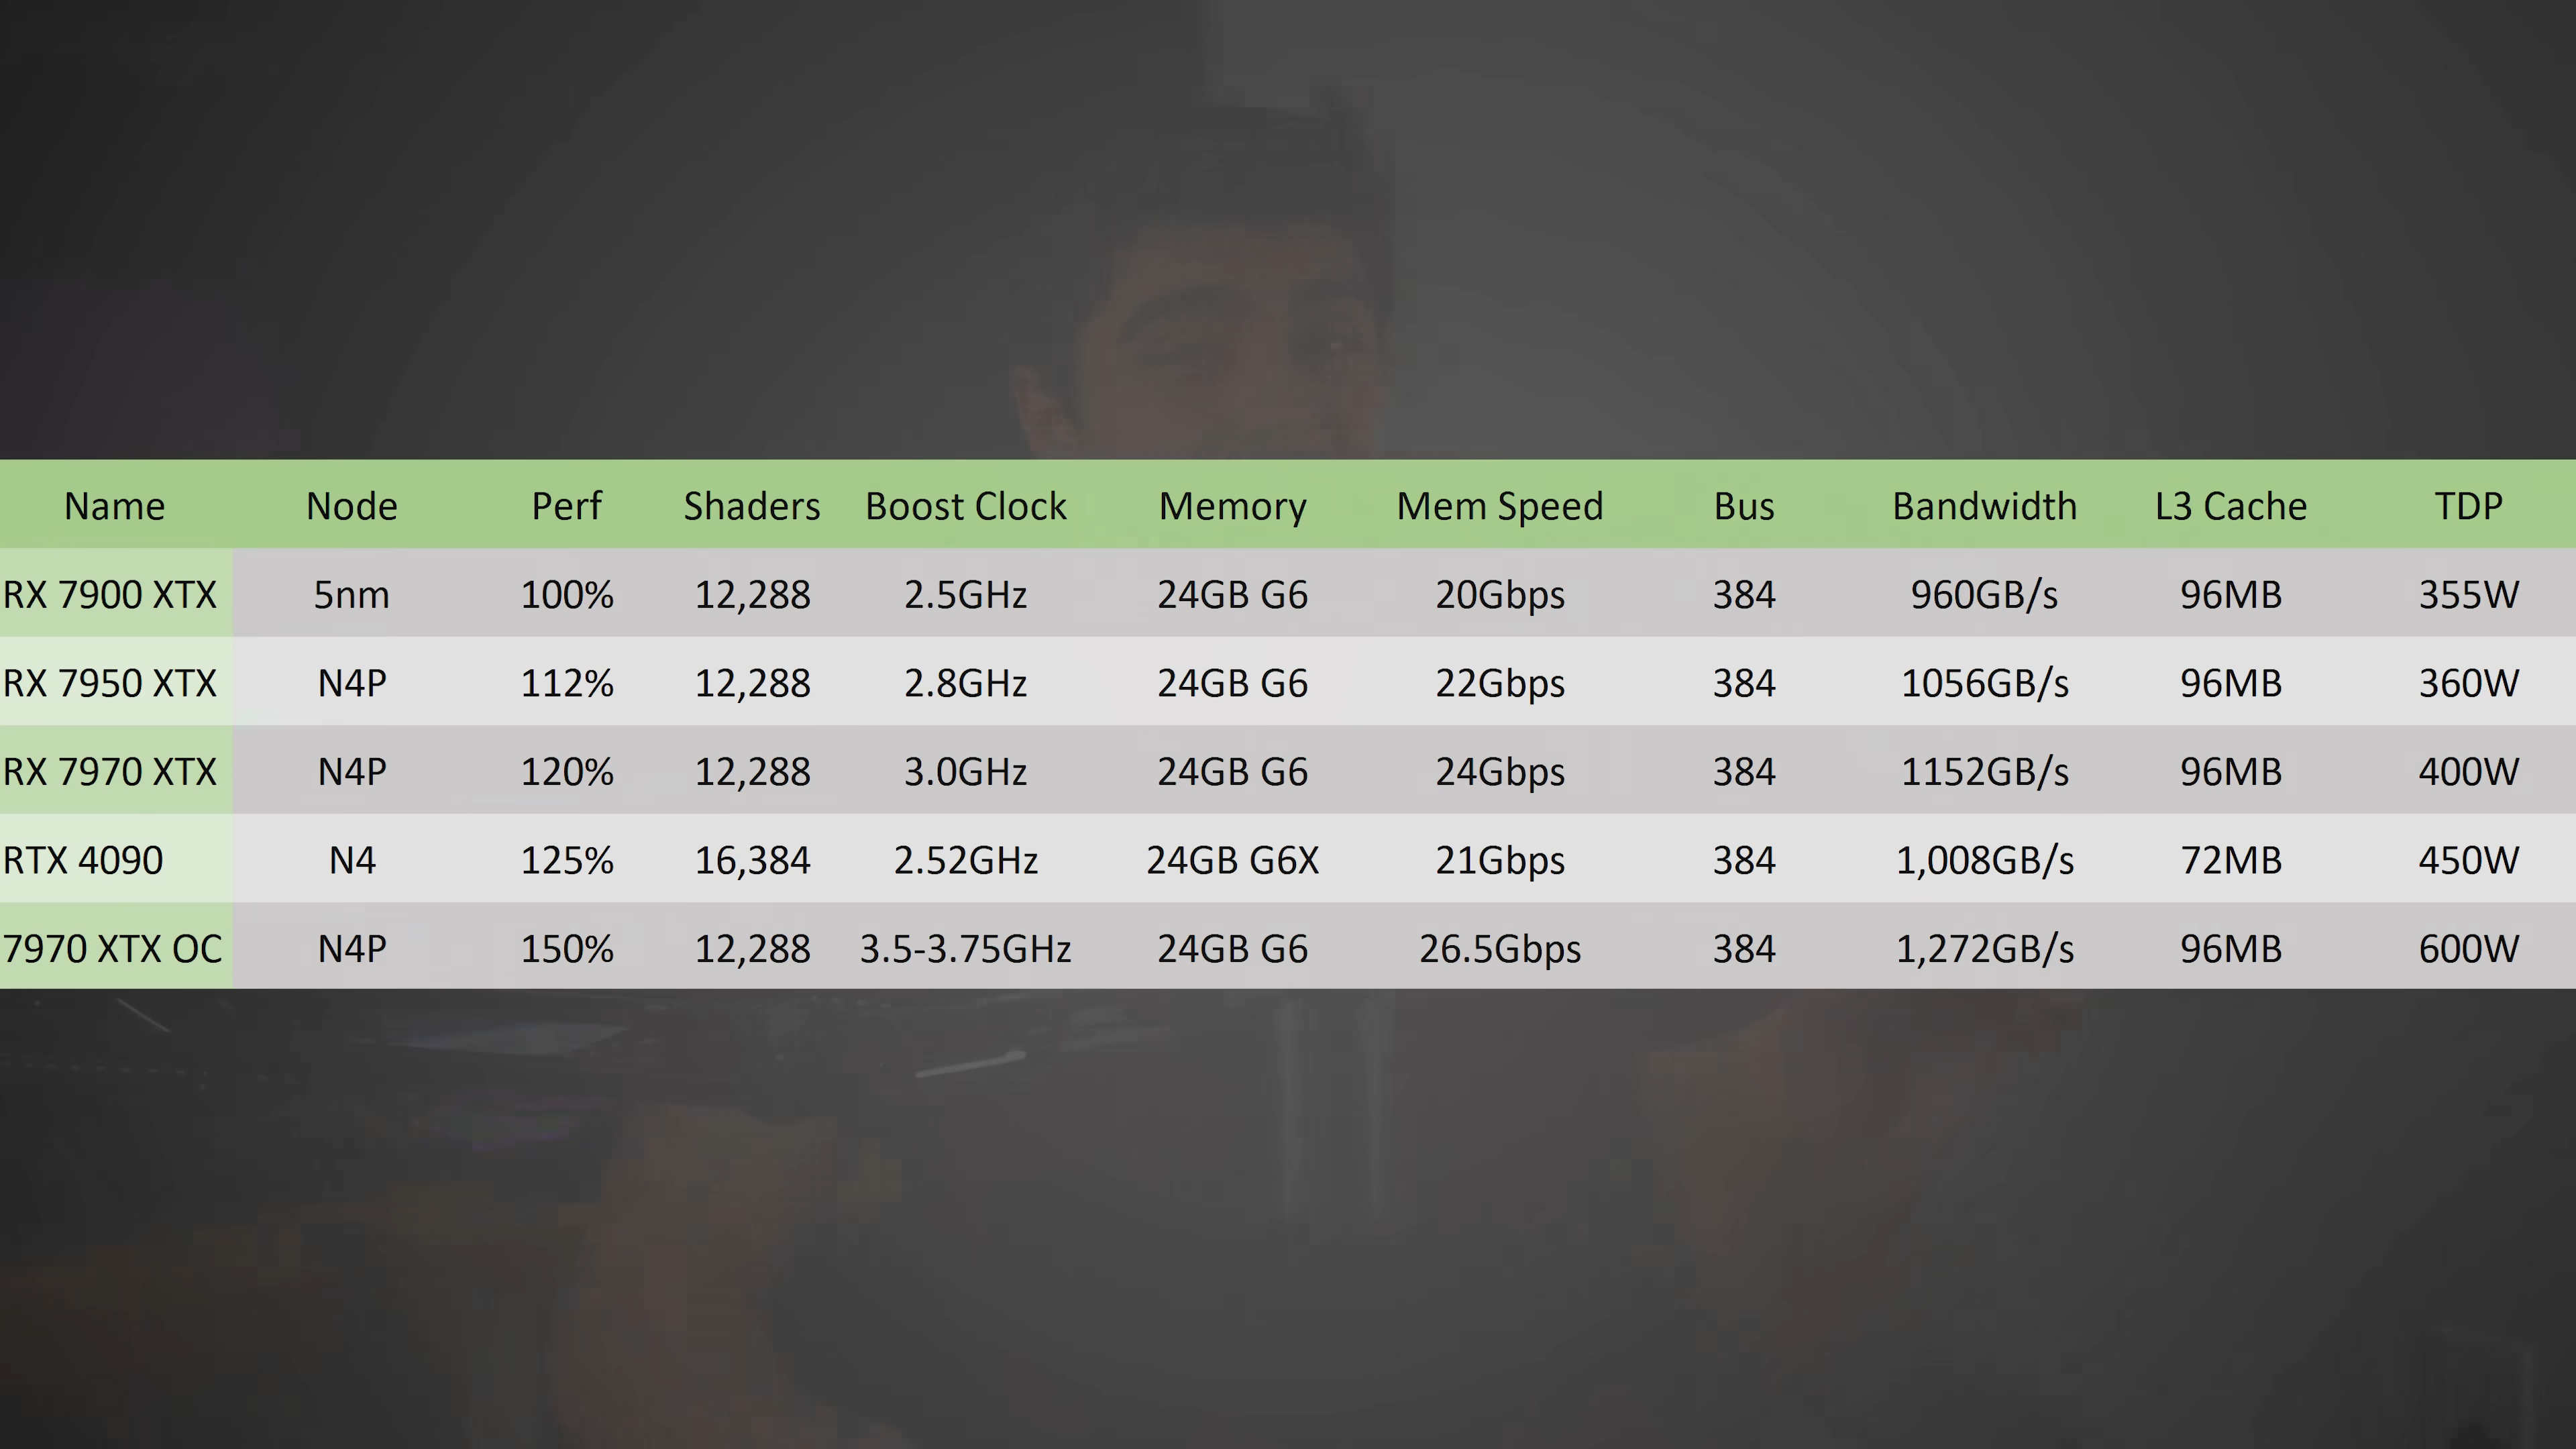 Name Node Perf Shaders Boost Clock Memory Mem Speed Bus Bandwidth L3 Cache TDP
RX 7900 XTX 5nm 100% 12,288 2.5GHz 24GB G6 20Gbps 384 960GB/s 96MB 355W
RX 7950 XTX N4P 112% 12,288 2.8GHz 24GB G6 22Gbps 384 1056GB/s 96MB 360W
RX 7970 XTX N4P 120% 12,288 3.0GHz 24GB G6 24Gbps 384 1152GB/s 96MB 400W
RTX 4090 N4 125% 16,384 2.52GHz 24GB G6X 21Gbps 384 1,008GB/s 72MB 450W
7970 XTX OC N4P 150% 12,288 3.5-3.75GHz 24GB G6 26.5Gbps 384 1,272GB/s 96MB 600W